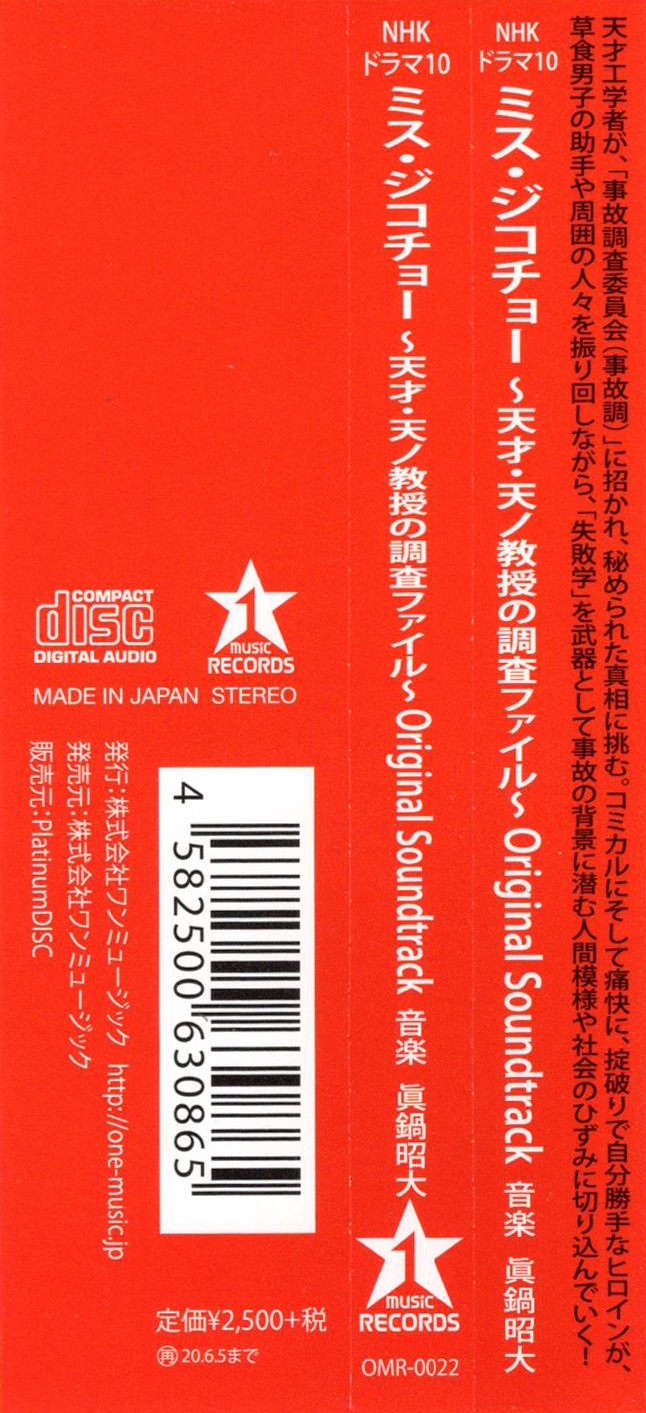 天才工学者が、「事故調査委員会（事故調）」に招かれ、秘められた真相に挑む。コミカルにそして痛快に、掟破りで自分勝手なヒロインが、
草食男子の助手や周囲の人々を振り回しながら、「失敗学」を武器として事故の背景に潜む人間模様や社会のひずみに切り込んでいく！
NHK
ドラマ10
ミス・ジコチョー ～天才・天ノ教授の調査ファイル～ Original Soundtrack 音楽 眞鍋昭大
NHK
ドラマ10
ミス・ジコチョー ～天才・天ノ教授の調査ファイル～ Original Soundtrack 音楽 眞鍋昭大
1
music
RECORDS
OMR-0022
COMPACT
disc
DIGITAL AUDIO
1
music
RECORDS
MADE IN JAPAN STEREO
発行：株式会社ワンミュージック http://one-music.jp
発売元：株式会社ワンミュージック
販売元：PlatinumDISC
4 582500 630865
定価¥2,500+税
㊞再 20.6.5まで